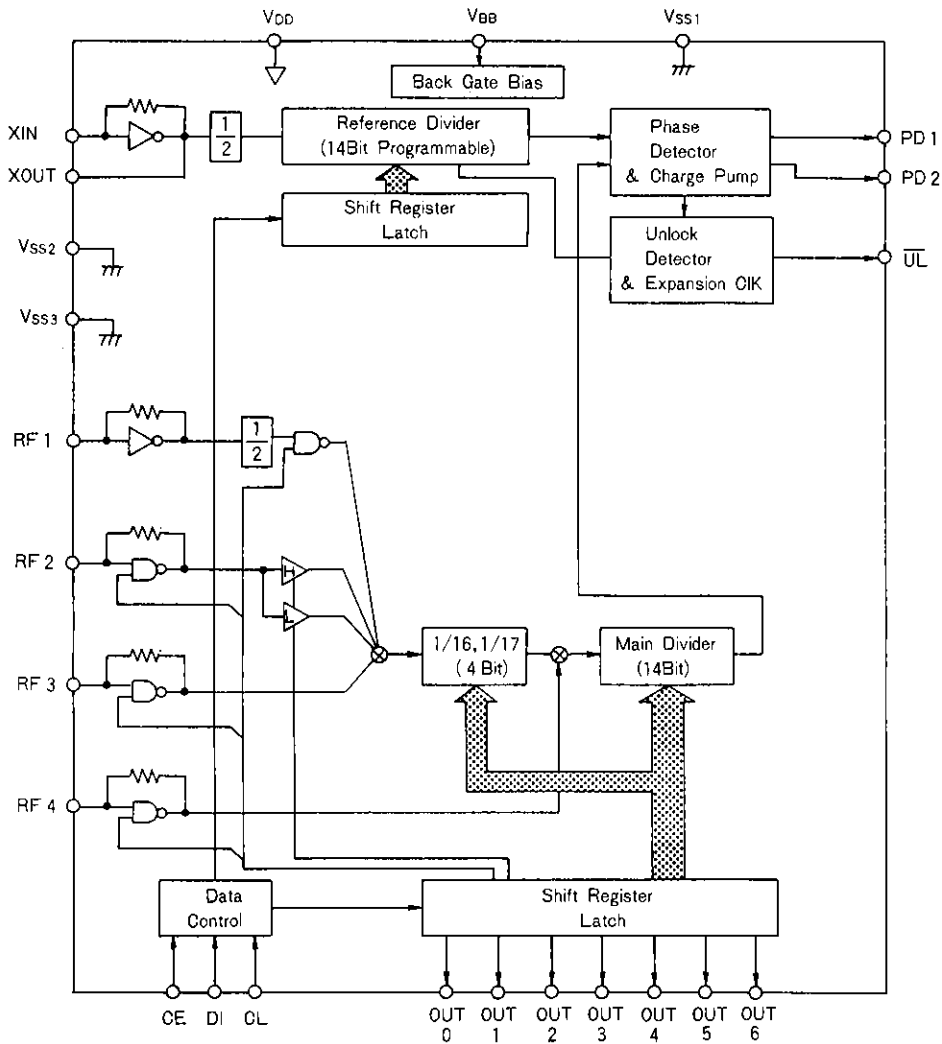 VDD
VBB
VSS1
Back Gate Bias
XIN
1
2
Reference Divider
(14Bit Programmable)
Phase
Detector
& Charge Pump
PD 1
XOUT
PD 2
Shift Register
Latch
Unlock
Detector
& Expansion ClK
UL
VSS2
VSS3
RF 1
1
2
RF 2
H
L
1/16,1/17
(4 Bit)
Main Divider
(14Bit)
RF 3
RF 4
Data
Control
Shift Register
Latch
CE
DI
CL
OUT
0
OUT
1
OUT
2
OUT
3
OUT
4
OUT
5
OUT
6